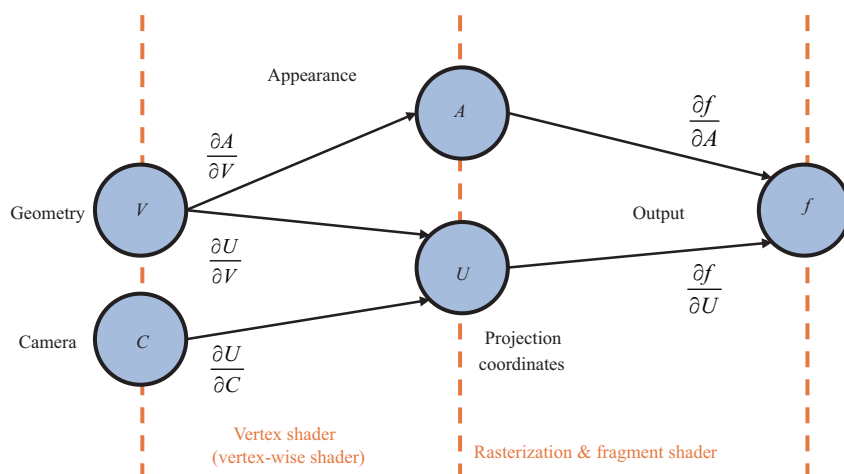 Appearance
A
∂A
∂V
∂f
∂A
Geometry
V
Output
f
∂U
∂V
U
∂f
∂U
Camera
C
∂U
∂C
Projection
coordinates
Vertex shader
(vertex-wise shader)
Rasterization & fragment shader